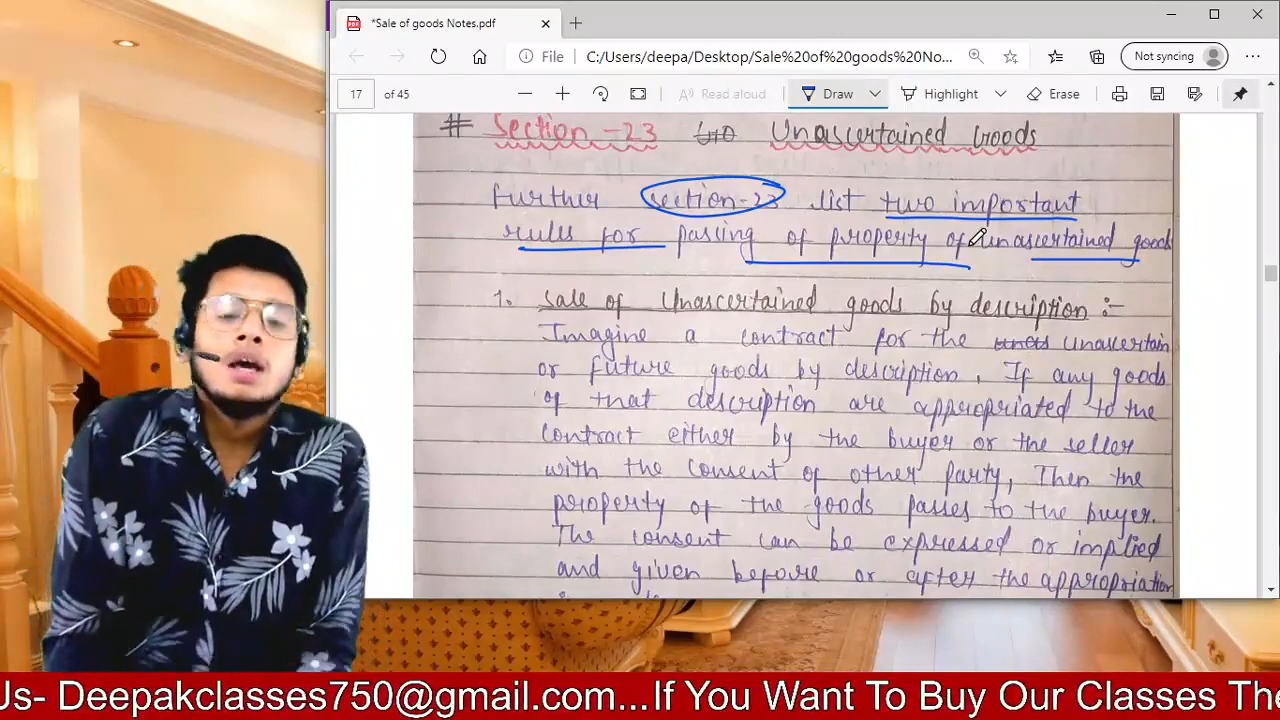 *Sale of goods Notes.pdf
File
C:/Users/deepa/Desktop/Sale%20of%20goods%20No...
Not syncing
17 of 45
Read aloud
Draw
Highlight
Erase
# Section -23 Unascertained Goods
Further section-23 list two important
rules for passing of property of unascertained goods
1. Sale of Unascertained goods by description :-
Imagine a contract for the unascertain
or future goods by description. If any goods
of that description are appropriated to the
contract either by the buyer or the seller
with the consent of other party, Then the
property of the goods passes to the buyer.
The consent can be expressed or implied
and given before or after the appropriation
Us- Deepakclasses750@gmail.com...If You Want To Buy Our Classes The